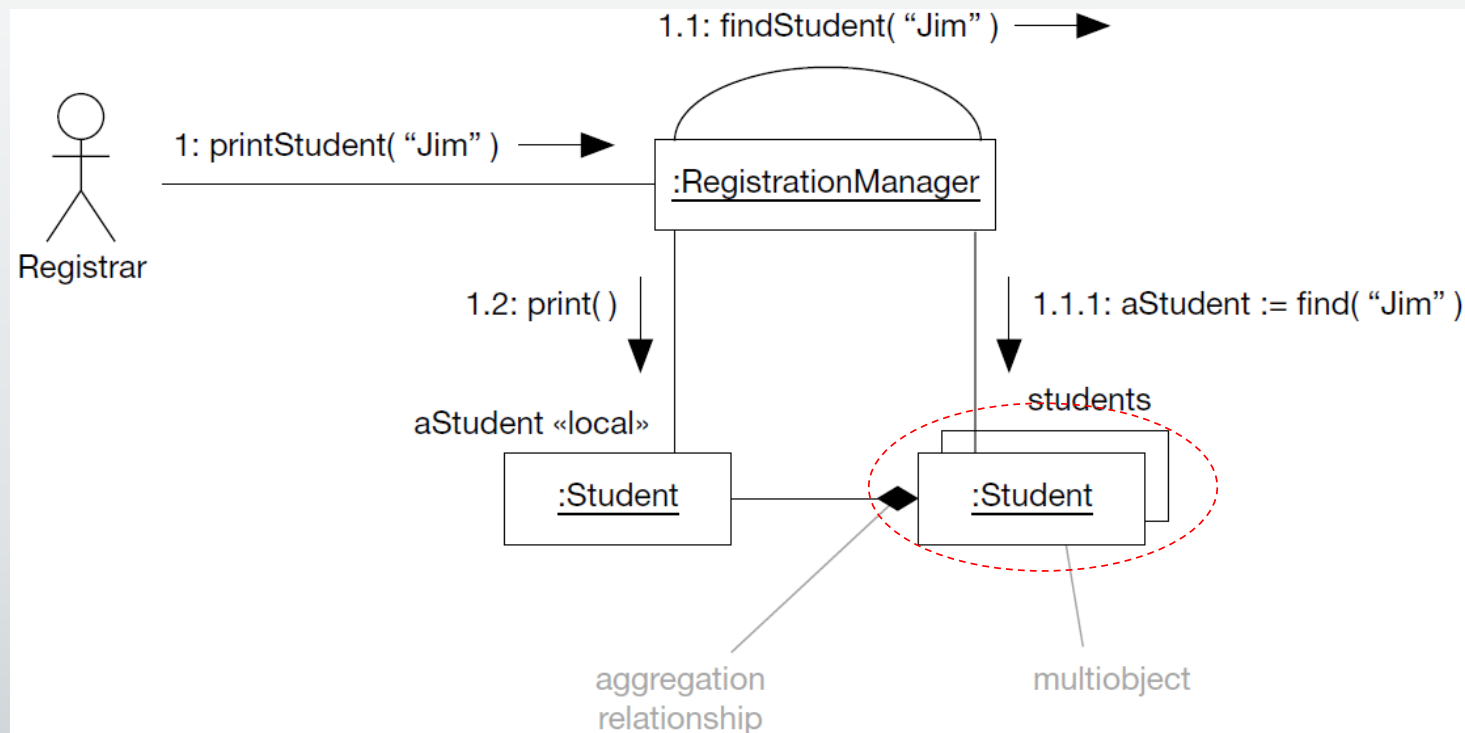 1.1: findStudent( “Jim” )
1: printStudent( “Jim” )
:RegistrationManager
Registrar
1.2: print( )
1.1.1: aStudent := find( “Jim” )
students
aStudent «local»
:Student
:Student
aggregation
relationship
multiobject